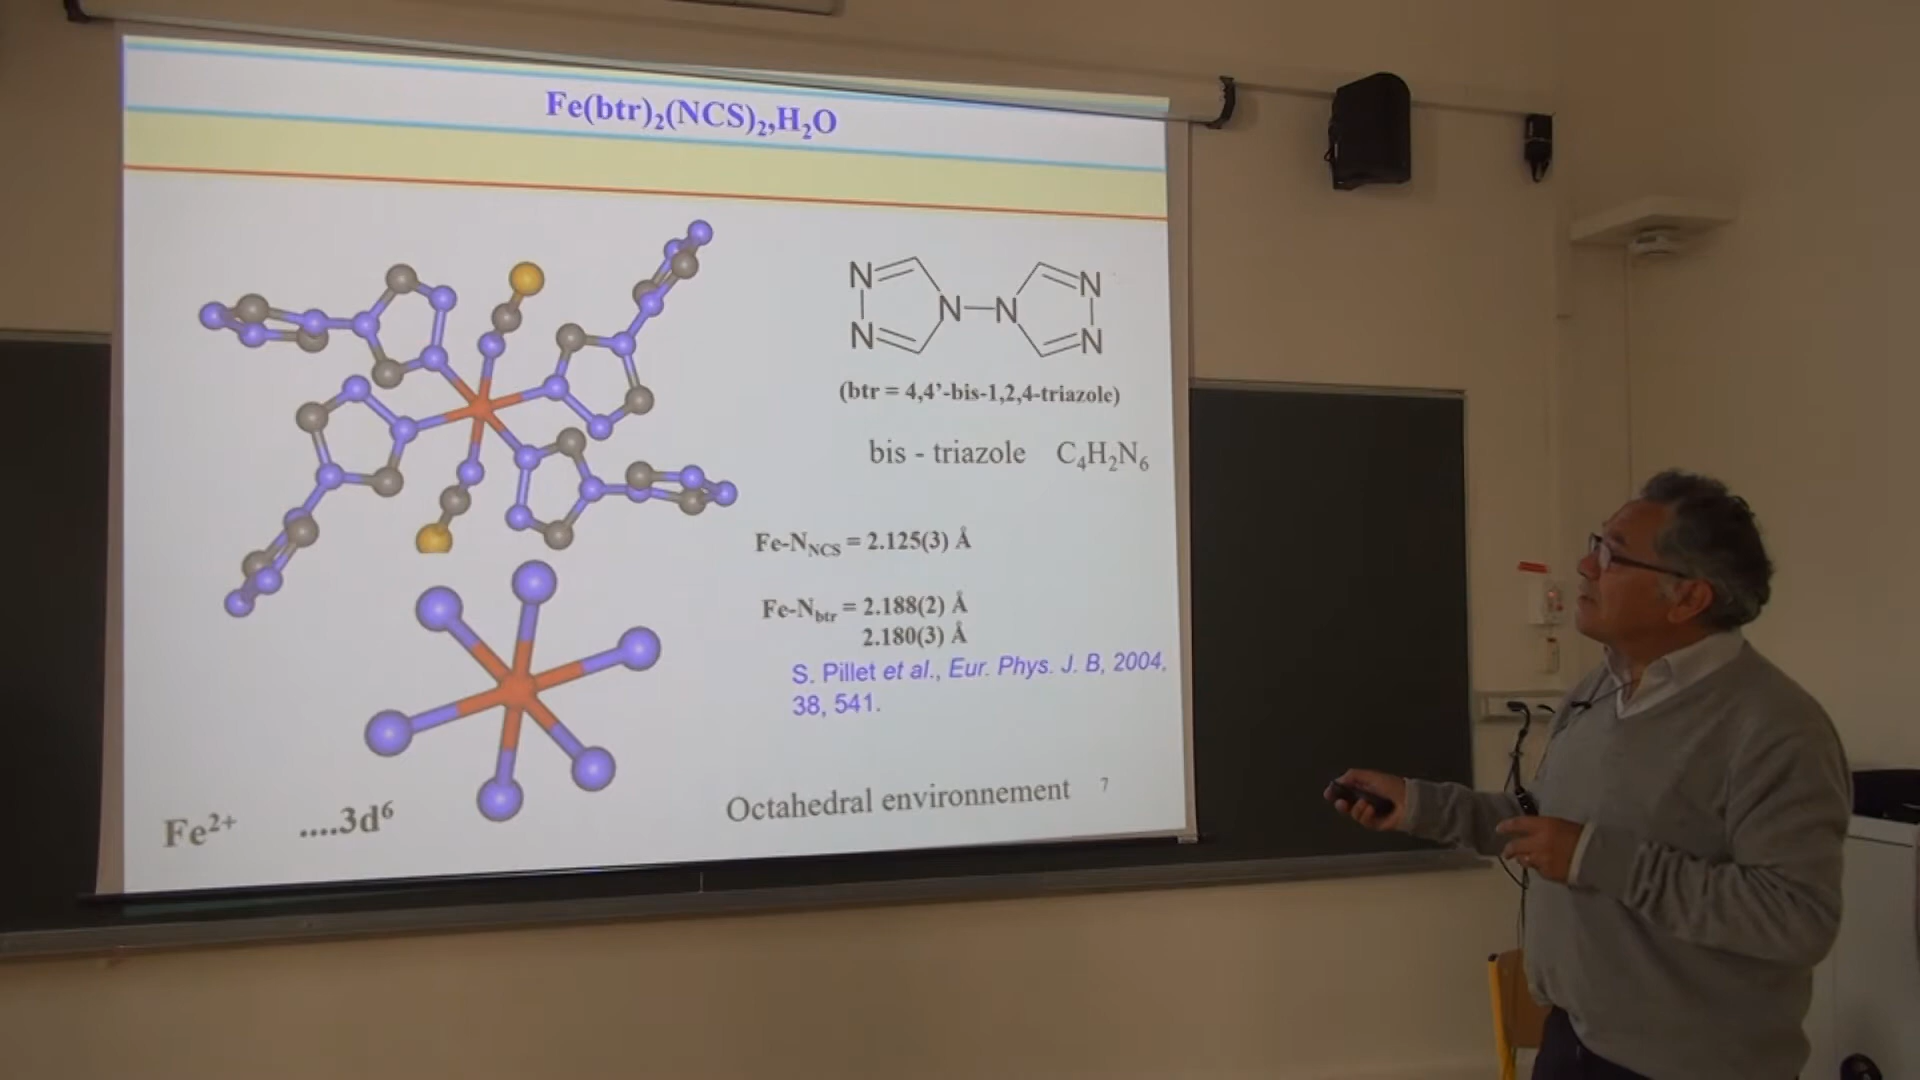 Fe(btr)₂(NCS)₂,H₂O
N N
N N
N N
(btr = 4,4’-bis-1,2,4-triazole)
bis - triazole C₄H₂N₆
Fe-N_NCS = 2.125(3) Å
Fe-N_btr = 2.188(2) Å
2.180(3) Å
S. Pillet et al., Eur. Phys. J. B, 2004,
38, 541.
Octahedral environnement 7
Fe²⁺ ....3d⁶